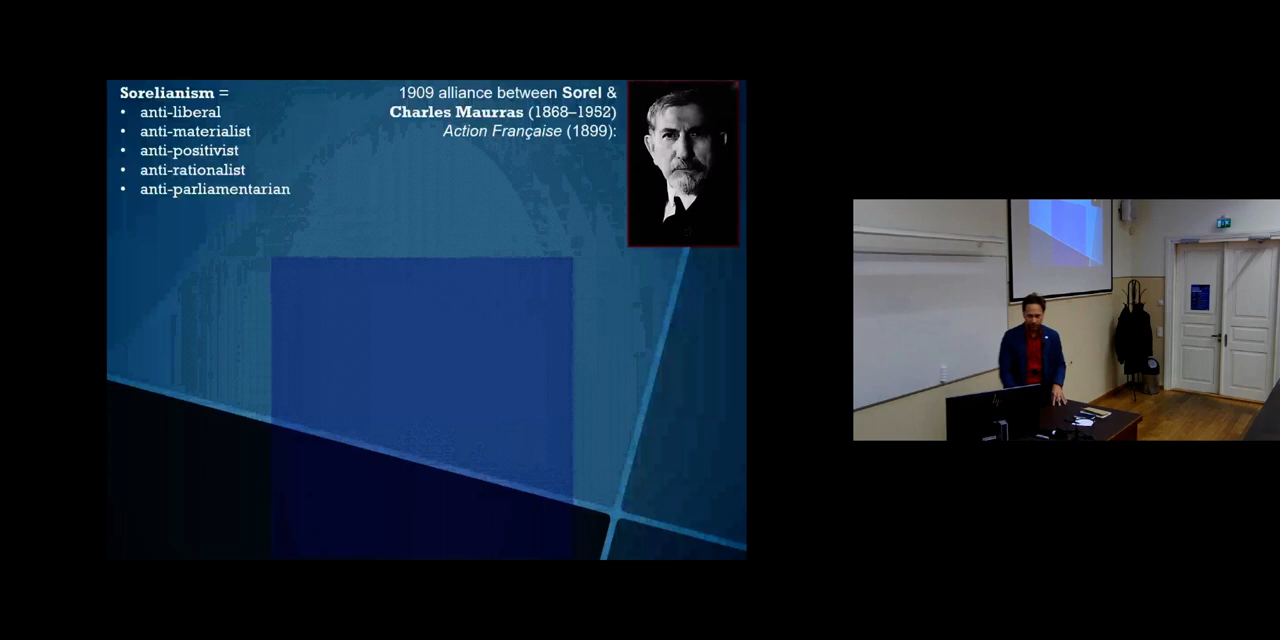 Sorelianism =
• anti-liberal
• anti-materialist
• anti-positivist
• anti-rationalist
• anti-parliamentarian
1909 alliance between Sorel &
Charles Maurras (1868–1952)
Action Française (1899):